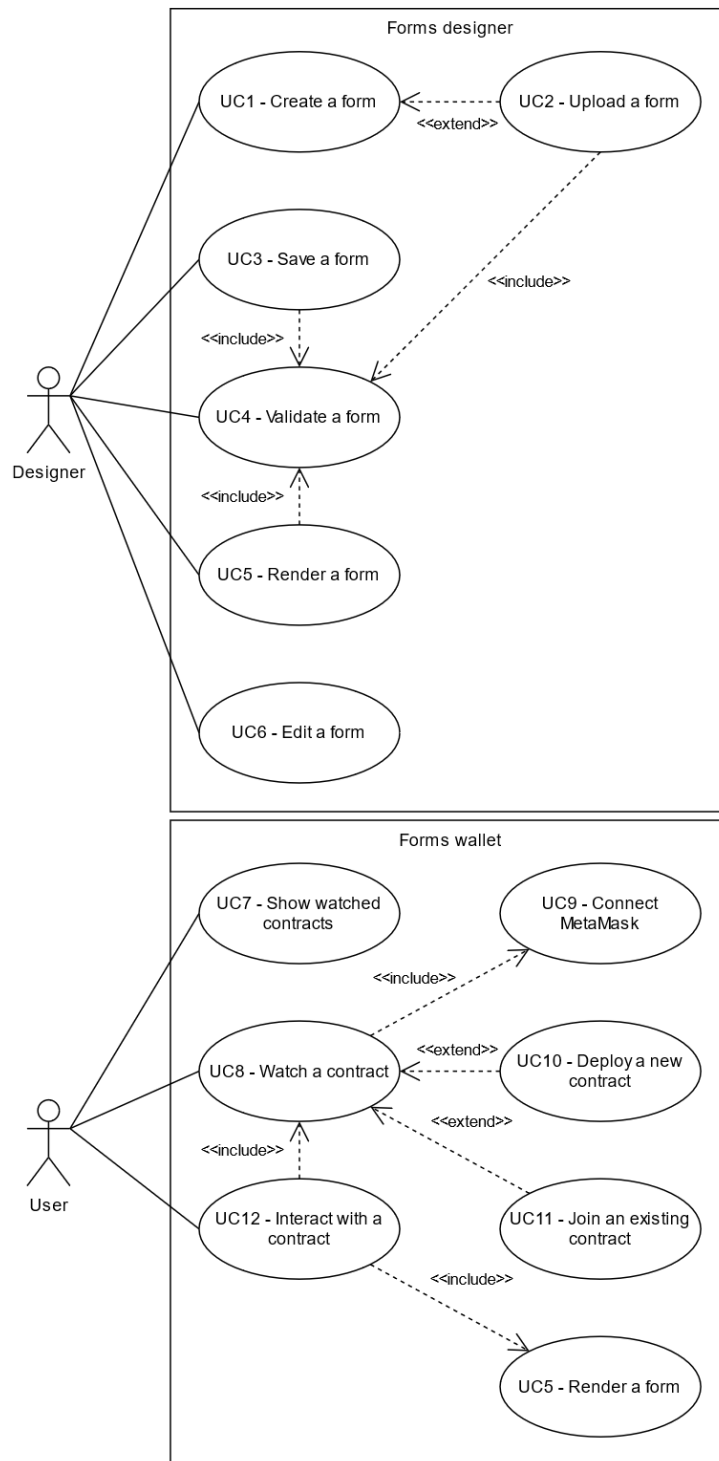 Forms designer
UC1 - Create a form
UC2 - Upload a form
<<extend>>
UC3 - Save a form
<<include>>
<<include>>
UC4 - Validate a form
Designer
<<include>>
UC5 - Render a form
UC6 - Edit a form
Forms wallet
UC7 - Show watched
contracts
UC9 - Connect
MetaMask
<<include>>
UC8 - Watch a contract
<<extend>>
UC10 - Deploy a new
contract
<<extend>>
<<include>>
User
UC12 - Interact with a
contract
UC11 - Join an existing
contract
<<include>>
UC5 - Render a form